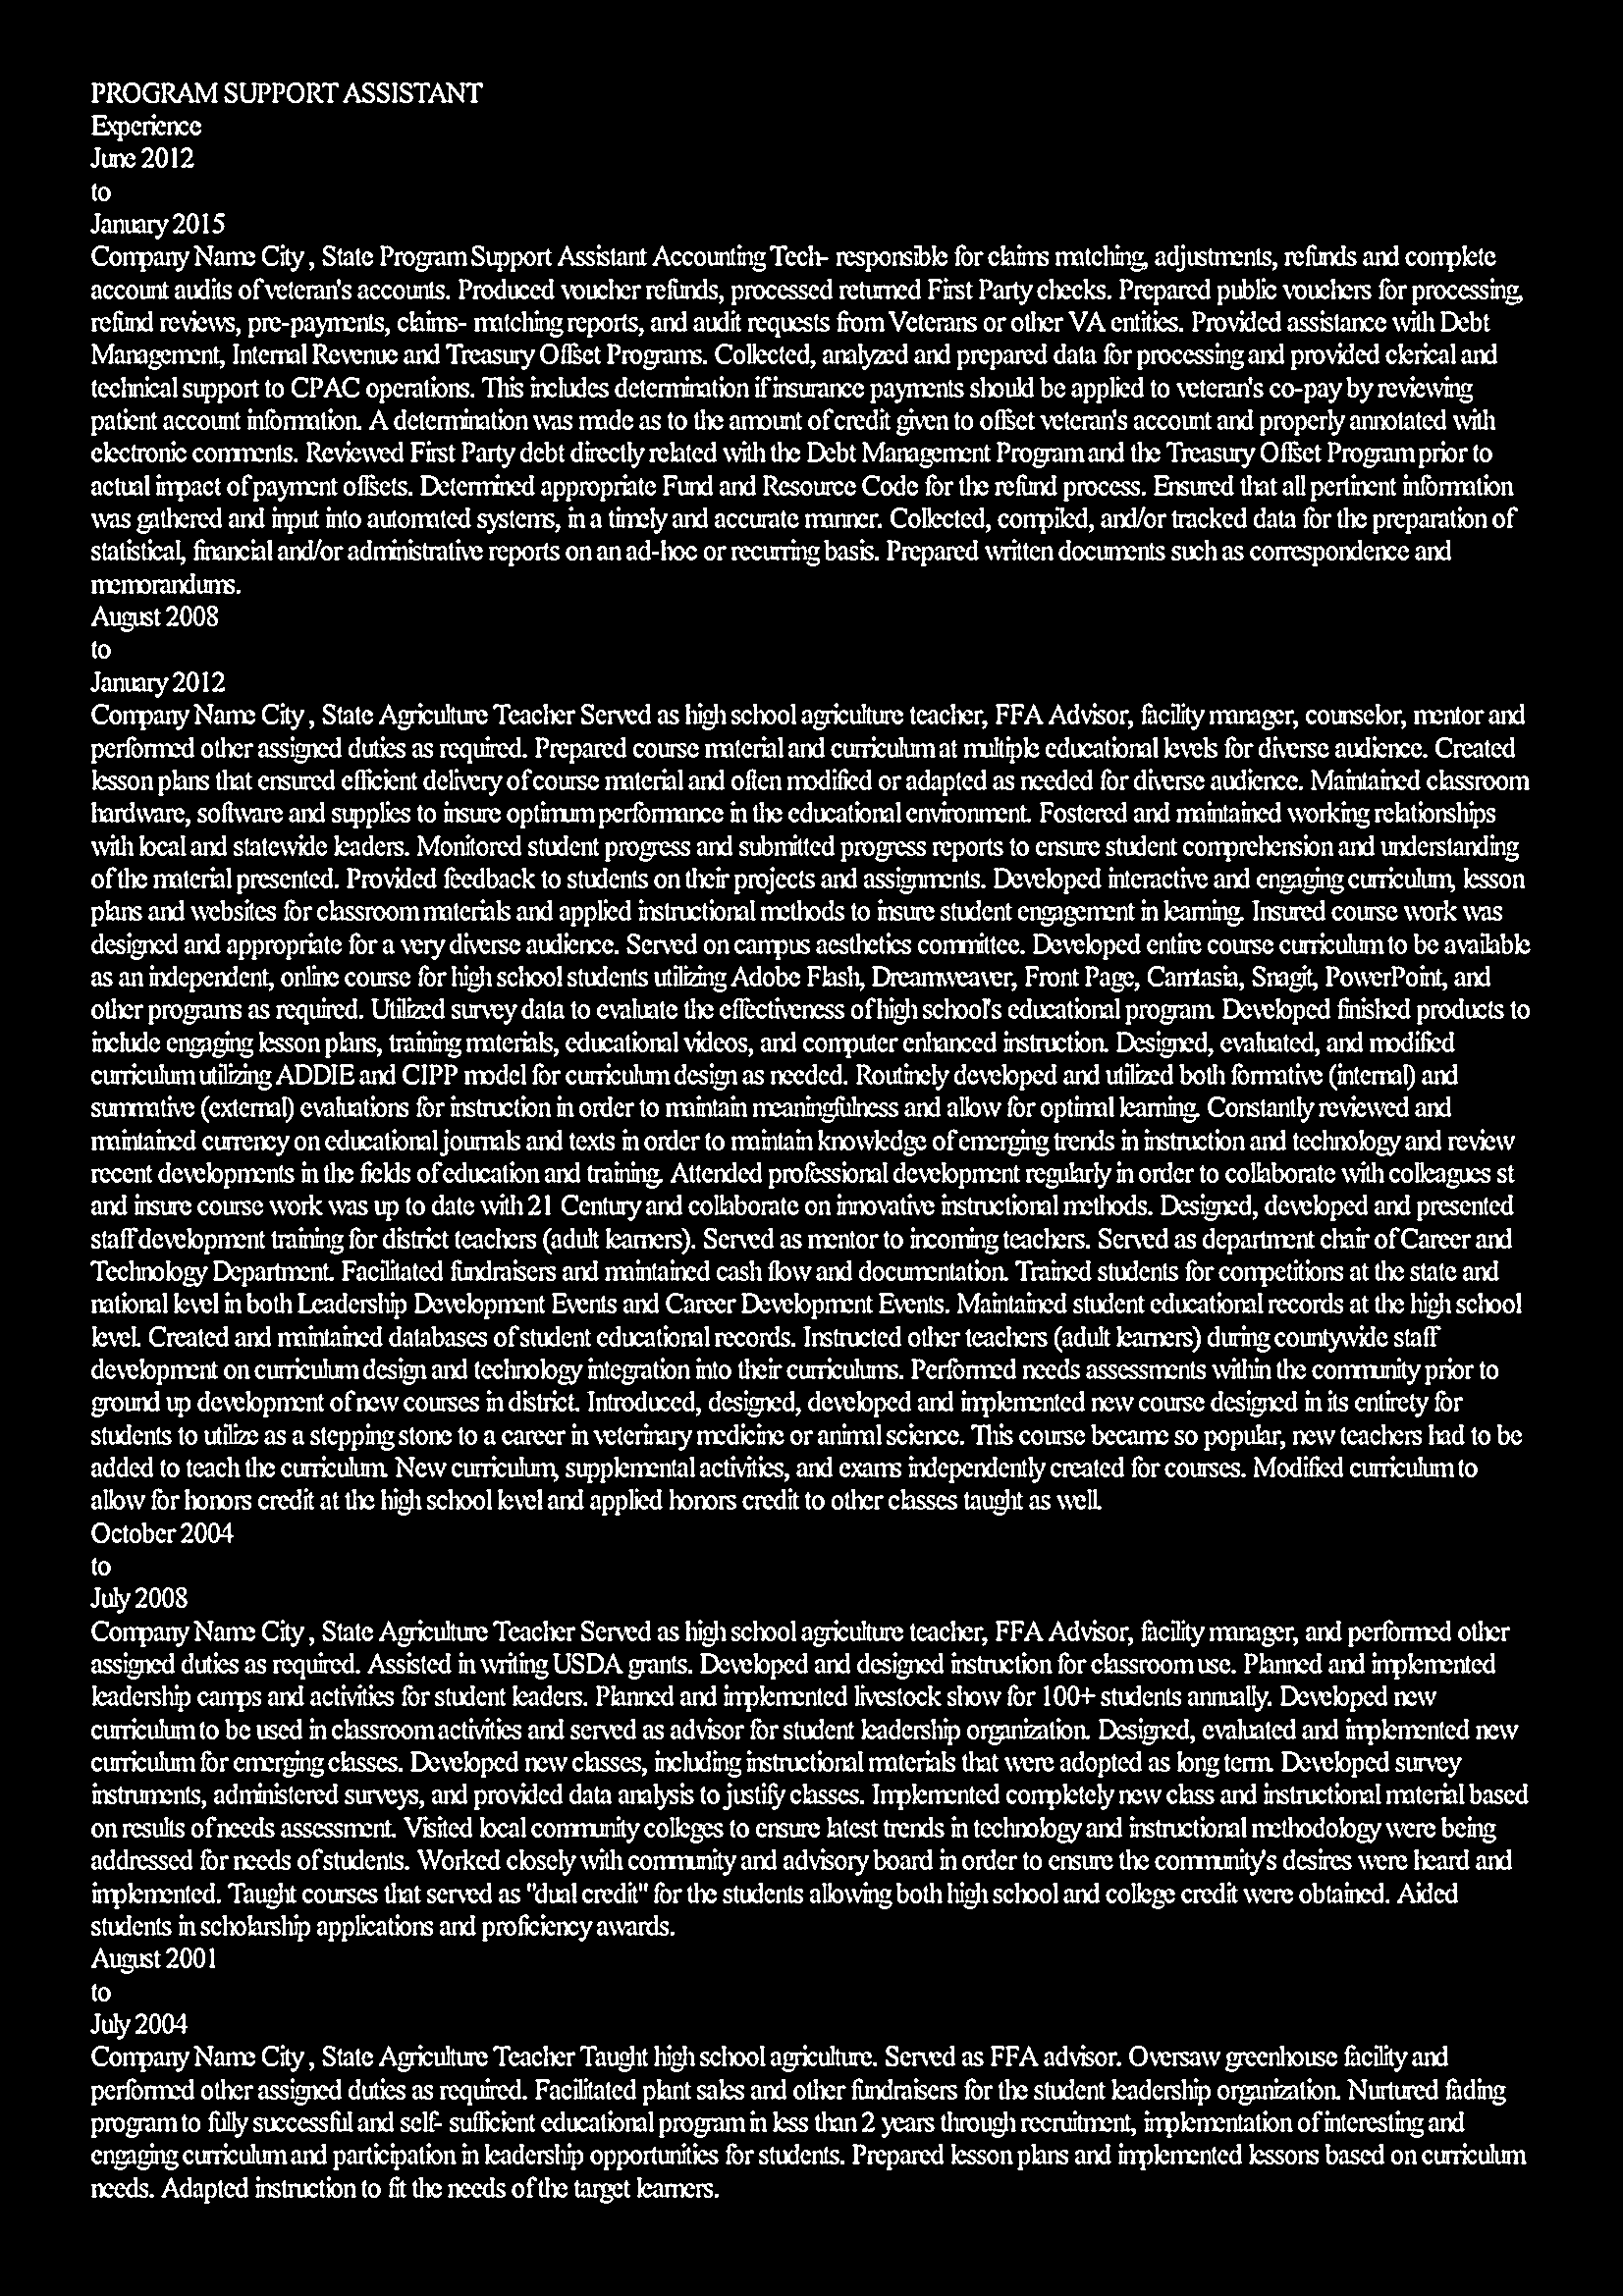 PROGRAM SUPPORT ASSISTANT
Experience
June 2012
to
January 2015
Company Name City , State Program Support Assistant Accounting Tech- responsible for claims matching, adjustments, refunds and complete
account audits of veteran's accounts. Produced voucher refunds, processed returned First Party checks. Prepared public vouchers for processing,
refund reviews, pre-payments, claims- matching reports, and audit requests from Veterans or other VA entities. Provided assistance with Debt
Management, Internal Revenue and Treasury Offset Programs. Collected, analyzed and prepared data for processing and provided clerical and
technical support to CPAC operations. This includes determination if insurance payments should be applied to veteran's co-pay by reviewing
patient account information. A determination was made as to the amount of credit given to offset veteran's account and properly annotated with
electronic comments. Reviewed First Party debt directly related with the Debt Management Program and the Treasury Offset Program prior to
actual impact of payment offsets. Determined appropriate Fund and Resource Code for the refund process. Ensured that all pertinent information
was gathered and input into automated systems, in a timely and accurate manner. Collected, compiled, and/or tracked data for the preparation of
statistical, financial and/or administrative reports on an ad-hoc or recurring basis. Prepared written documents such as correspondence and
memorandums.
August 2008
to
January 2012
Company Name City , State Agriculture Teacher Served as high school agriculture teacher, FFA Advisor, facility manager, counselor, mentor and
performed other assigned duties as required. Prepared course material and curriculum at multiple educational levels for diverse audience. Created
lesson plans that ensured efficient delivery of course material and often modified or adapted as needed for diverse audience. Maintained classroom
hardware, software and supplies to insure optimum performance in the educational environment. Fostered and maintained working relationships
with local and statewide leaders. Monitored student progress and submitted progress reports to ensure student comprehension and understanding
of the material presented. Provided feedback to students on their projects and assignments. Developed interactive and engaging curriculum, lesson
plans and websites for classroom materials and applied instructional methods to insure student engagement in learning. Insured course work was
designed and appropriate for a very diverse audience. Served on campus aesthetics committee. Developed entire course curriculum to be available
as an independent, online course for high school students utilizing Adobe Flash, Dreamweaver, Front Page, Camtasia, Snagit, PowerPoint, and
other programs as required. Utilized survey data to evaluate the effectiveness of high school's educational program. Developed finished products to
include engaging lesson plans, training materials, educational videos, and computer enhanced instruction. Designed, evaluated, and modified
curriculum utilizing ADDIE and CIPP model for curriculum design as needed. Routinely developed and utilized both formative (internal) and
summative (external) evaluations for instruction in order to maintain meaningfulness and allow for optimal learning. Constantly reviewed and
maintained currency on educational journals and texts in order to maintain knowledge of emerging trends in instruction and technology and review
recent developments in the fields of education and training. Attended professional development regularly in order to collaborate with colleagues st
and insure course work was up to date with 21 Century and collaborate on innovative instructional methods. Designed, developed and presented
staff development training for district teachers (adult learners). Served as mentor to incoming teachers. Served as department chair of Career and
Technology Department. Facilitated fundraisers and maintained cash flow and documentation. Trained students for competitions at the state and
national level in both Leadership Development Events and Career Development Events. Maintained student educational records at the high school
level. Created and maintained databases of student educational records. Instructed other teachers (adult learners) during countywide staff
development on curriculum design and technology integration into their curriculums. Performed needs assessments within the community prior to
ground up development of new courses in district. Introduced, designed, developed and implemented new course designed in its entirety for
students to utilize as a stepping stone to a career in veterinary medicine or animal science. This course became so popular, new teachers had to be
added to teach the curriculum. New curriculum, supplemental activities, and exams independently created for courses. Modified curriculum to
allow for honors credit at the high school level and applied honors credit to other classes taught as well.
October 2004
to
July 2008
Company Name City , State Agriculture Teacher Served as high school agriculture teacher, FFA Advisor, facility manager, and performed other
assigned duties as required. Assisted in writing USDA grants. Developed and designed instruction for classroom use. Planned and implemented
leadership camps and activities for student leaders. Planned and implemented livestock show for 100+ students annually. Developed new
curriculum to be used in classroom activities and served as advisor for student leadership organization. Designed, evaluated and implemented new
curriculum for emerging classes. Developed new classes, including instructional materials that were adopted as long term. Developed survey
instruments, administered surveys, and provided data analysis to justify classes. Implemented completely new class and instructional material based
on results of needs assessment. Visited local community colleges to ensure latest trends in technology and instructional methodology were being
addressed for needs of students. Worked closely with community and advisory board in order to ensure the community's desires were heard and
implemented. Taught courses that served as "dual credit" for the students allowing both high school and college credit were obtained. Aided
students in scholarship applications and proficiency awards.
August 2001
to
July 2004
Company Name City , State Agriculture Teacher Taught high school agriculture. Served as FFA advisor. Oversaw greenhouse facility and
performed other assigned duties as required. Facilitated plant sales and other fundraisers for the student leadership organization. Nurtured fading
program to fully successful and self- sufficient educational program in less than 2 years through recruitment, implementation of interesting and
engaging curriculum and participation in leadership opportunities for students. Prepared lesson plans and implemented lessons based on curriculum
needs. Adapted instruction to fit the needs of the target learners.